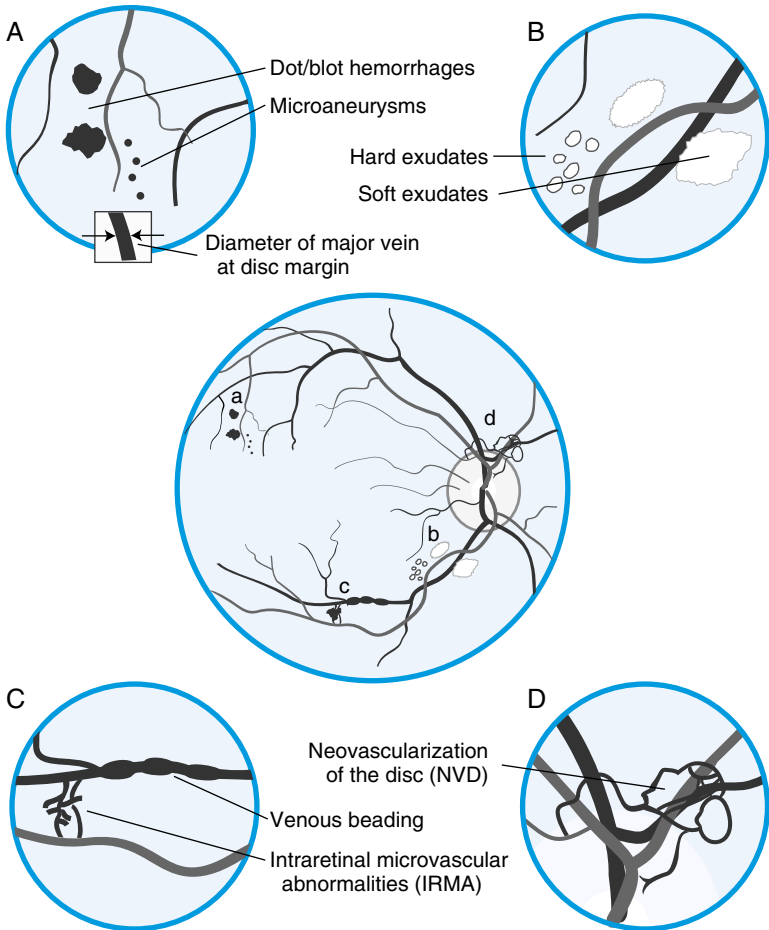 A
B
Dot/blot hemorrhages
Microaneurysms
Hard exudates
Soft exudates
Diameter of major vein
at disc margin
a
d
b
c
C
D
Neovascularization
of the disc (NVD)
Venous beading
Intraretinal microvascular
abnormalities (IRMA)